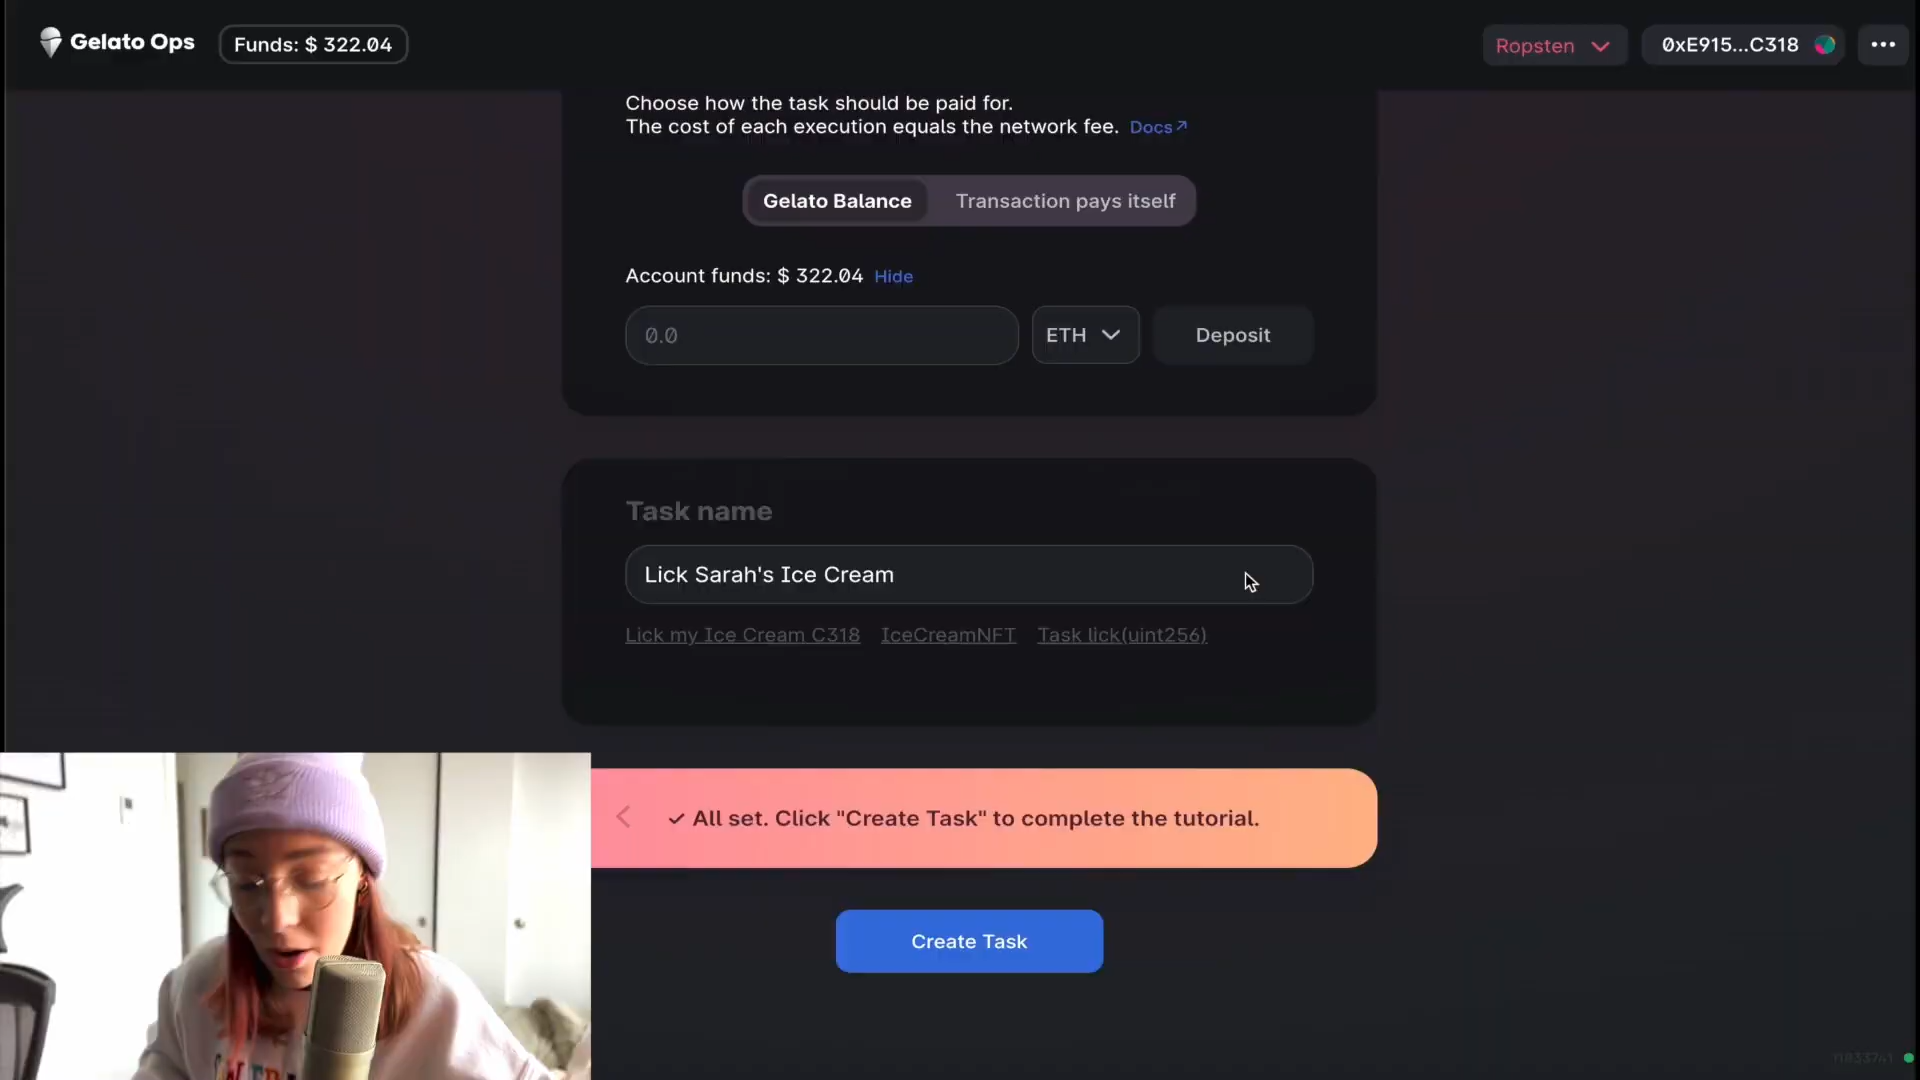 Gelato Ops
Funds: $ 322.04
Ropsten
0xE915...C318
Choose how the task should be paid for.
The cost of each execution equals the network fee. Docs
Gelato Balance
Transaction pays itself
Account funds: $ 322.04 Hide
0.0
ETH
Deposit
Task name
Lick Sarah's Ice Cream
Lick my Ice Cream C318 IceCreamNFT Task lick(uint256)
✓ All set. Click "Create Task" to complete the tutorial.
Create Task